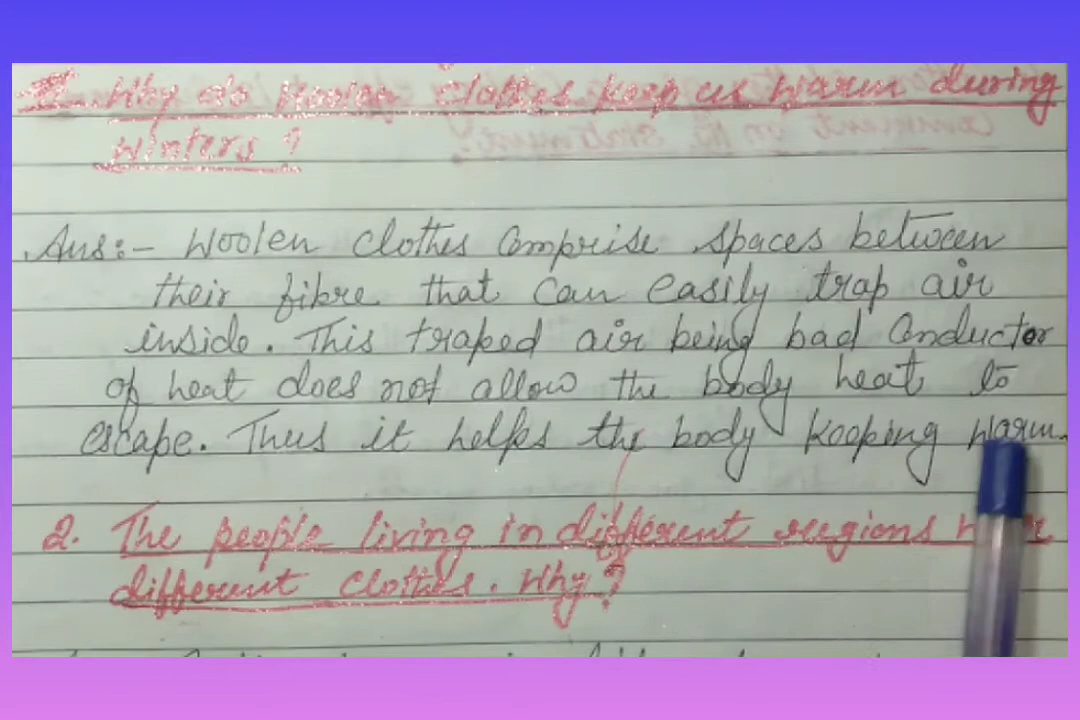 1. Why do woolen clothes keep us warm during
winters ?
Ans:- Woolen clothes Comprise spaces between
their fibre that can easily trap air
inside. This traped air being bad Conductor
of heat does not allow the body heat to
escape. Thus it helps the body keeping warm.
2. The people living in different regions
different clothes. Why?